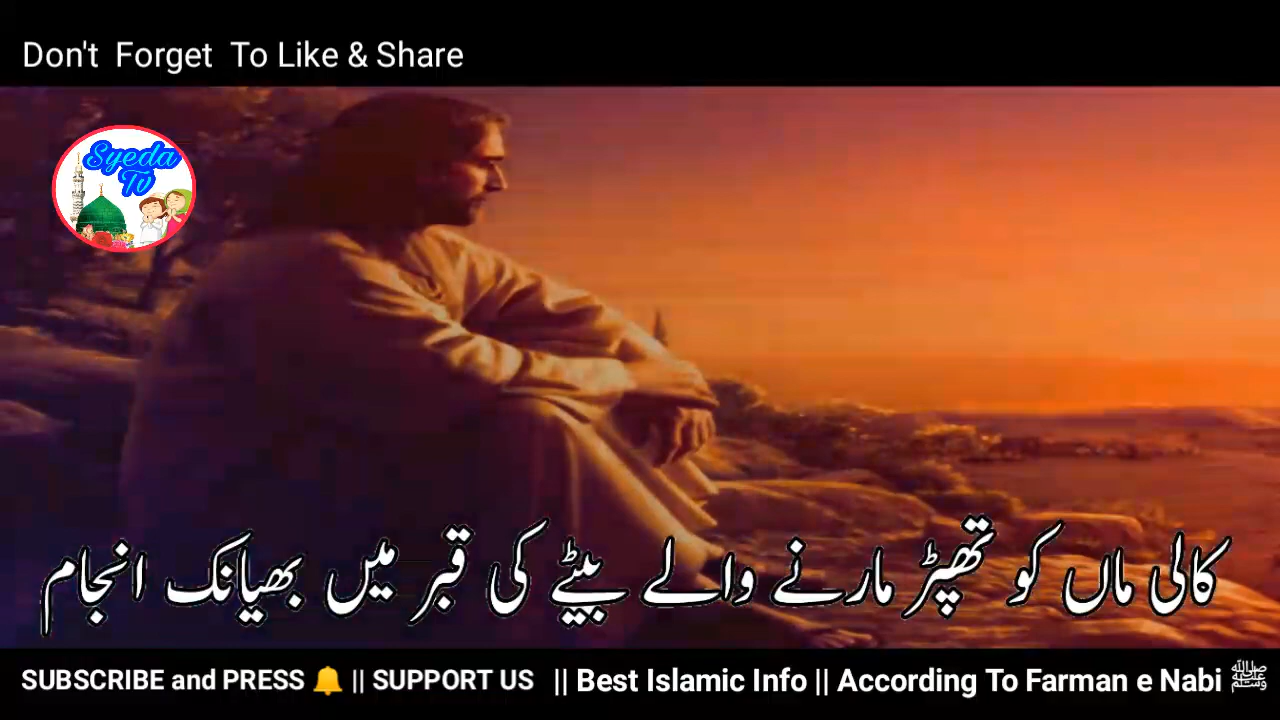 Don't Forget To Like & Share
Syeda
Tv
کالی ماں کو تھپڑ مارنے والے بیٹے کی قبر میں بھیانک انجام
SUBSCRIBE and PRESS 🔔 || SUPPORT US || Best Islamic Info || According To Farman e Nabi ﷺ